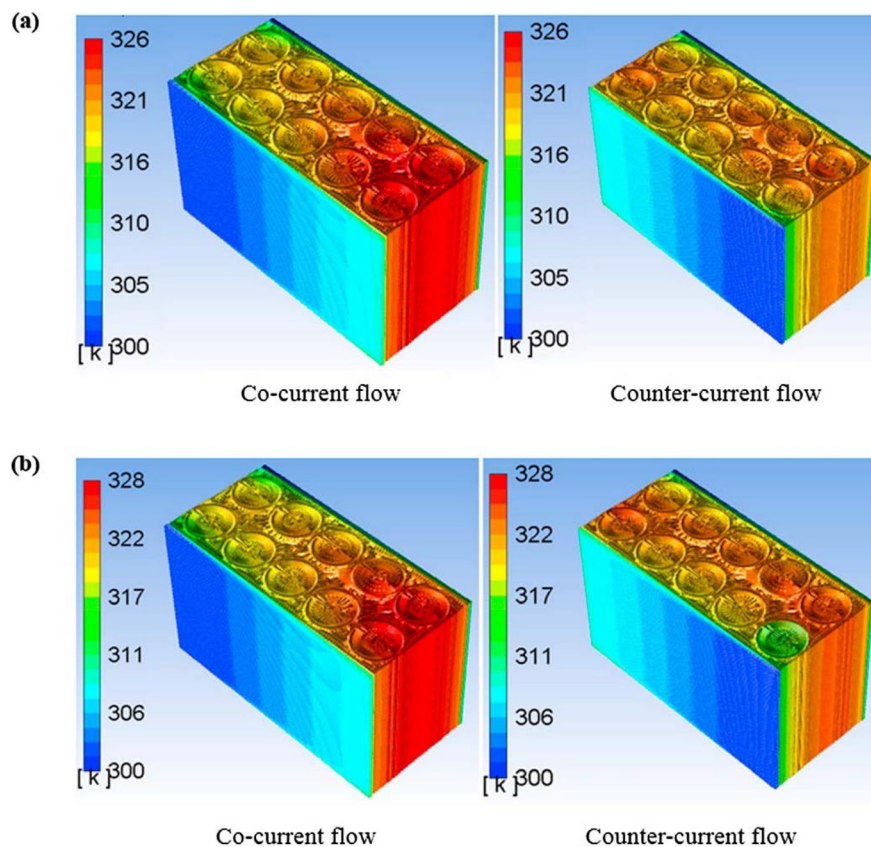 (a)
326
321
316
310
305
300
[ k ]
326
321
316
310
305
300
[ k ]
Co-current flow
Counter-current flow
(b)
328
322
317
311
306
300
[ k ]
328
322
317
311
306
300
[ k ]
Co-current flow
Counter-current flow